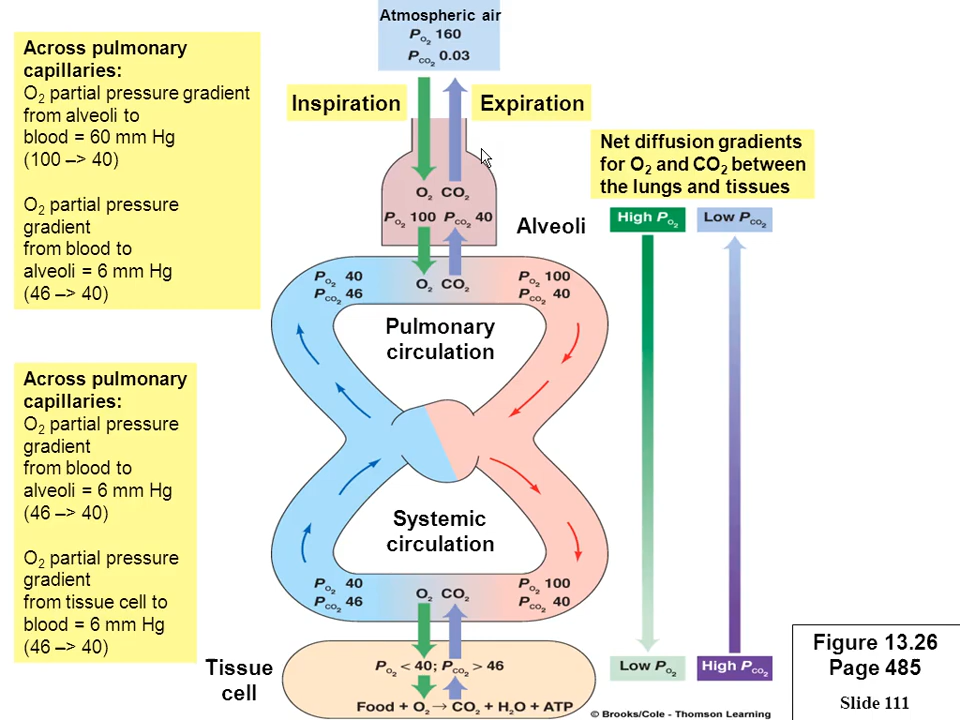 Atmospheric air
PO2 160
PCO2 0.03
Across pulmonary
capillaries:
O2 partial pressure gradient
from alveoli to
blood = 60 mm Hg
(100 –> 40)
O2 partial pressure
gradient
from blood to
alveoli = 6 mm Hg
(46 –> 40)
Inspiration
Expiration
O2 CO2
PO2 100 PCO2 40
Alveoli
Net diffusion gradients
for O2 and CO2 between
the lungs and tissues
High PO2
Low PCO2
PO2 40
PCO2 46
O2 CO2
PO2 100
PCO2 40
Pulmonary
circulation
Across pulmonary
capillaries:
O2 partial pressure
gradient
from blood to
alveoli = 6 mm Hg
(46 –> 40)
O2 partial pressure
gradient
from tissue cell to
blood = 6 mm Hg
(46 –> 40)
Systemic
circulation
PO2 40
PCO2 46
O2 CO2
PO2 100
PCO2 40
Tissue
cell
PO2 < 40; PCO2 > 46
Food + O2 → CO2 + H2O + ATP
Low PO2
High PCO2
© Brooks/Cole - Thomson Learning
Figure 13.26
Page 485
Slide 111